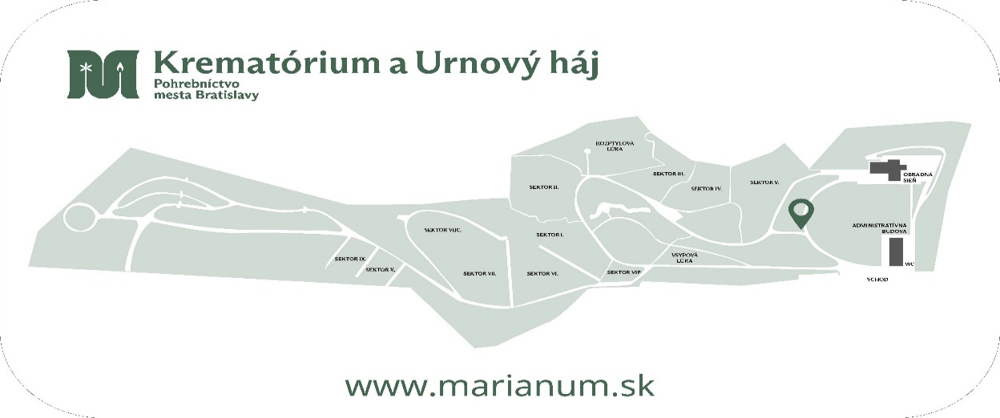 Krematórium a Urnový háj
Pohrebníctvo
mesta Bratislavy
ROZPTYLOVÁ
LÚKA
SEKTOR III.
SEKTOR II.
SEKTOR IV.
SEKTOR V.
OBRADNÁ
SIEŇ
SEKTOR VIIC.
SEKTOR I.
ADMINISTRATÍVNA
BUDOVA
SEKTOR IX.
SEKTOR X.
SEKTOR VII.
SEKTOR VI.
VSYPOVÁ
LÚKA
SEKTOR VIP
WC
VCHOD
www.marianum.sk